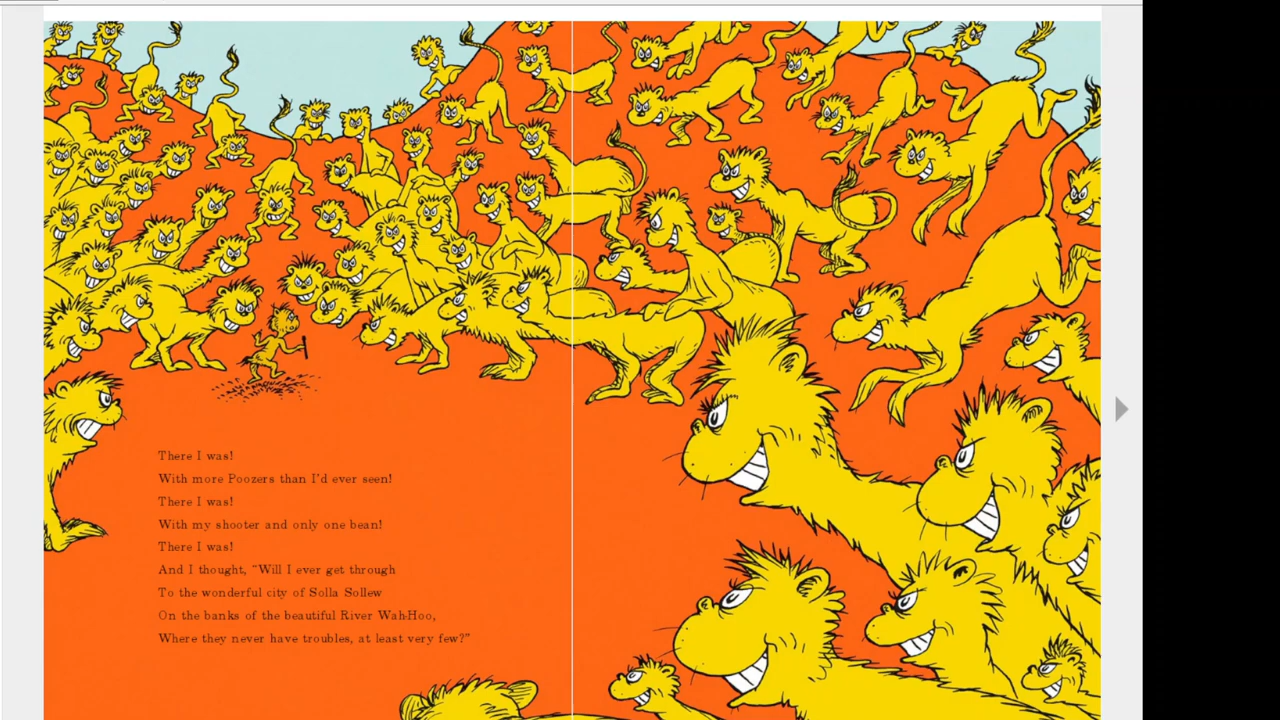 There I was!
With more Poozers than I'd ever seen!
There I was!
With my shooter and only one bean!
There I was!
And I thought, “Will I ever get through
To the wonderful city of Solla Sollew
On the banks of the beautiful River Wah-Hoo,
Where they never have troubles, at least very few?”